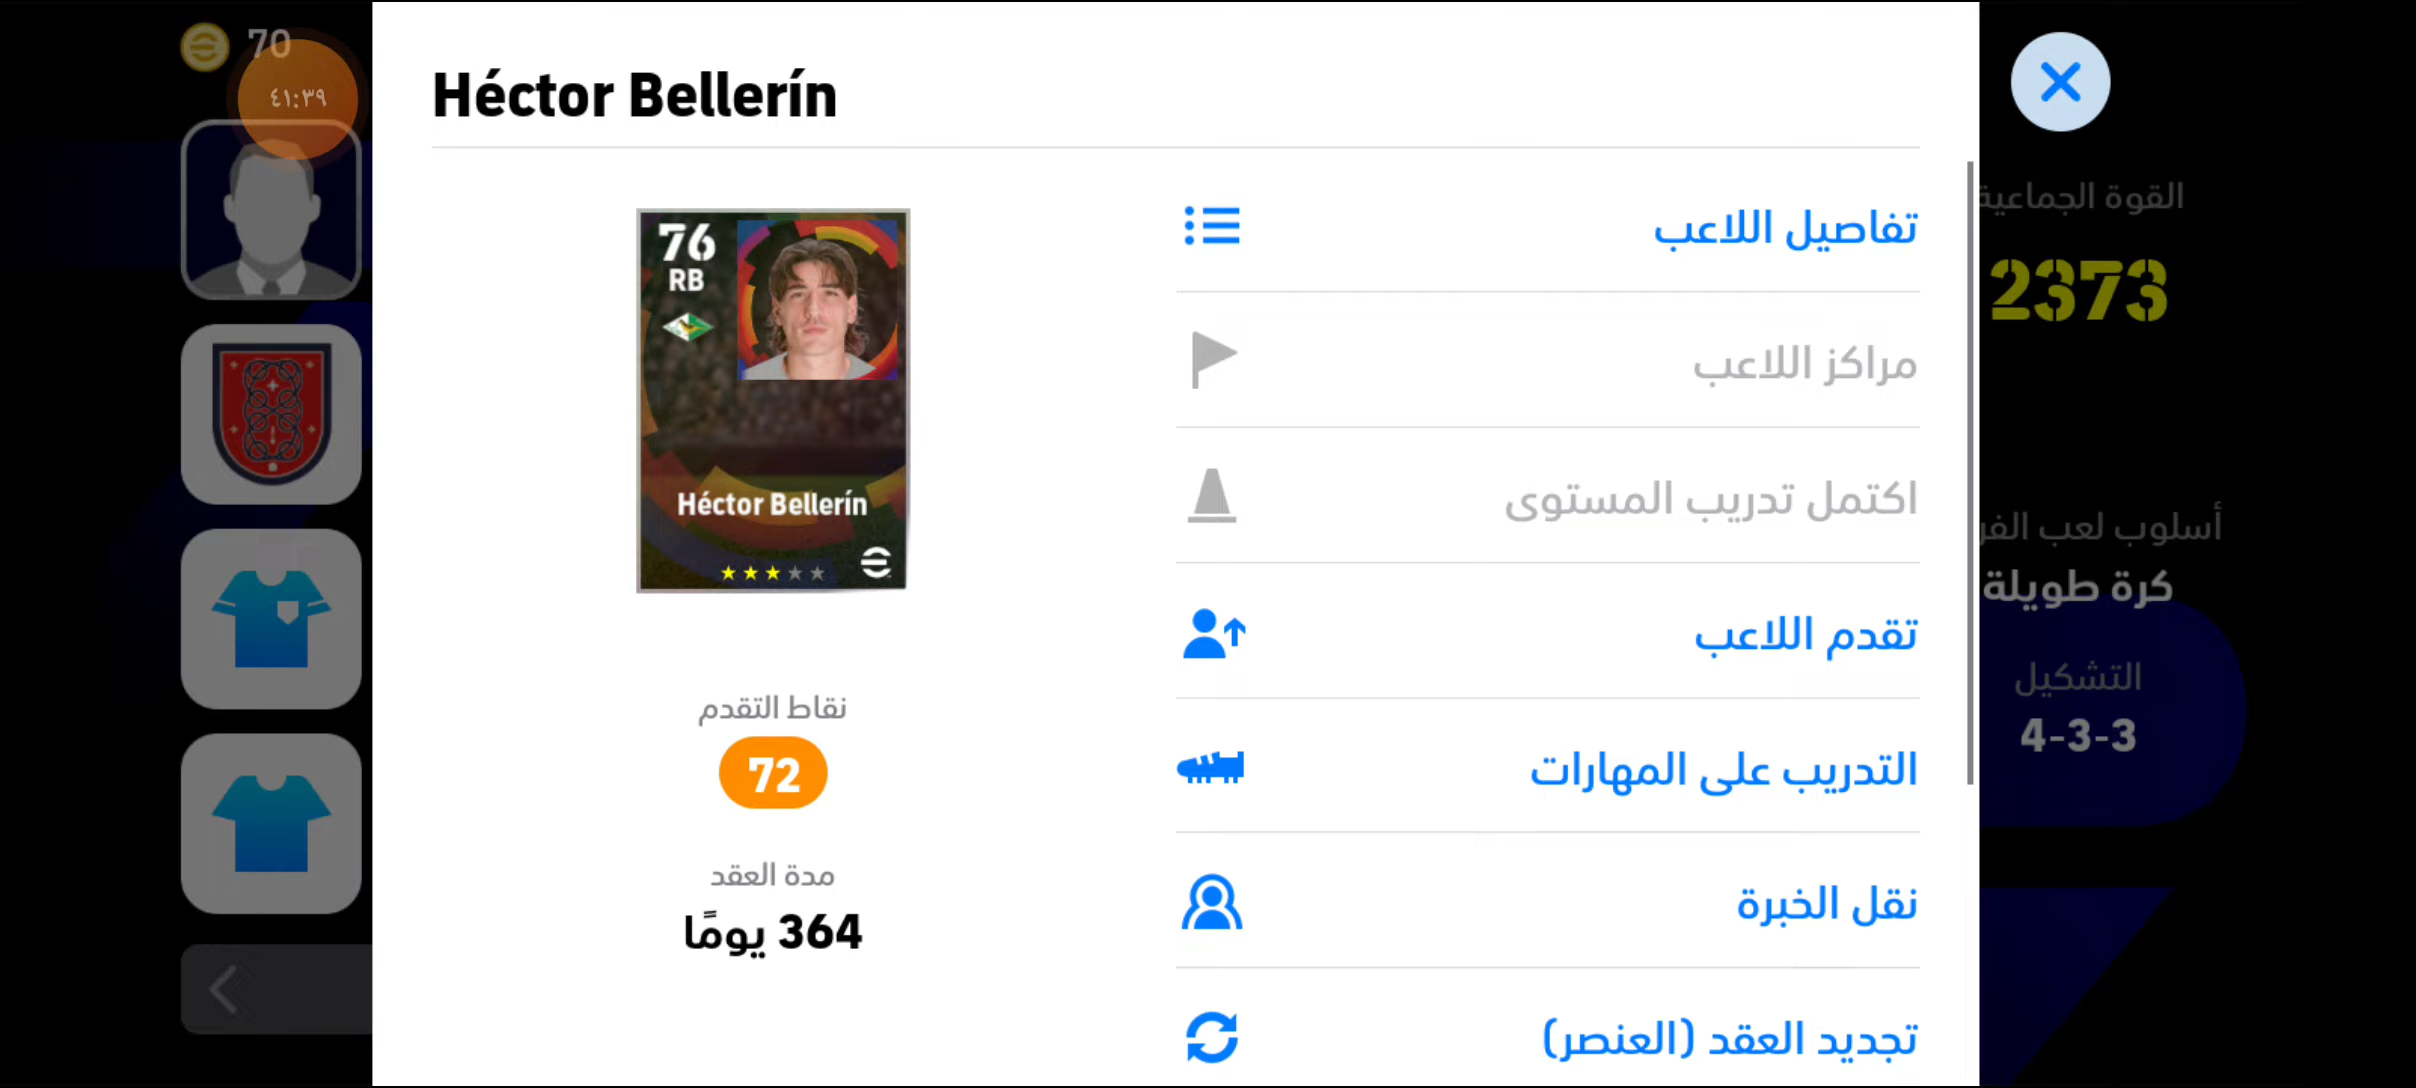 70
٤١:٣٩
Héctor Bellerín
76
RB
Héctor Bellerín
نقاط التقدم
72
مدة العقد
364 يومًا
تفاصيل اللاعب
مراكز اللاعب
اكتمل تدريب المستوى
تقدم اللاعب
التدريب على المهارات
نقل الخبرة
تجديد العقد (العنصر)
القوة الجماعية
2373
أسلوب لعب
كرة طويلة
التشكيل
4-3-3